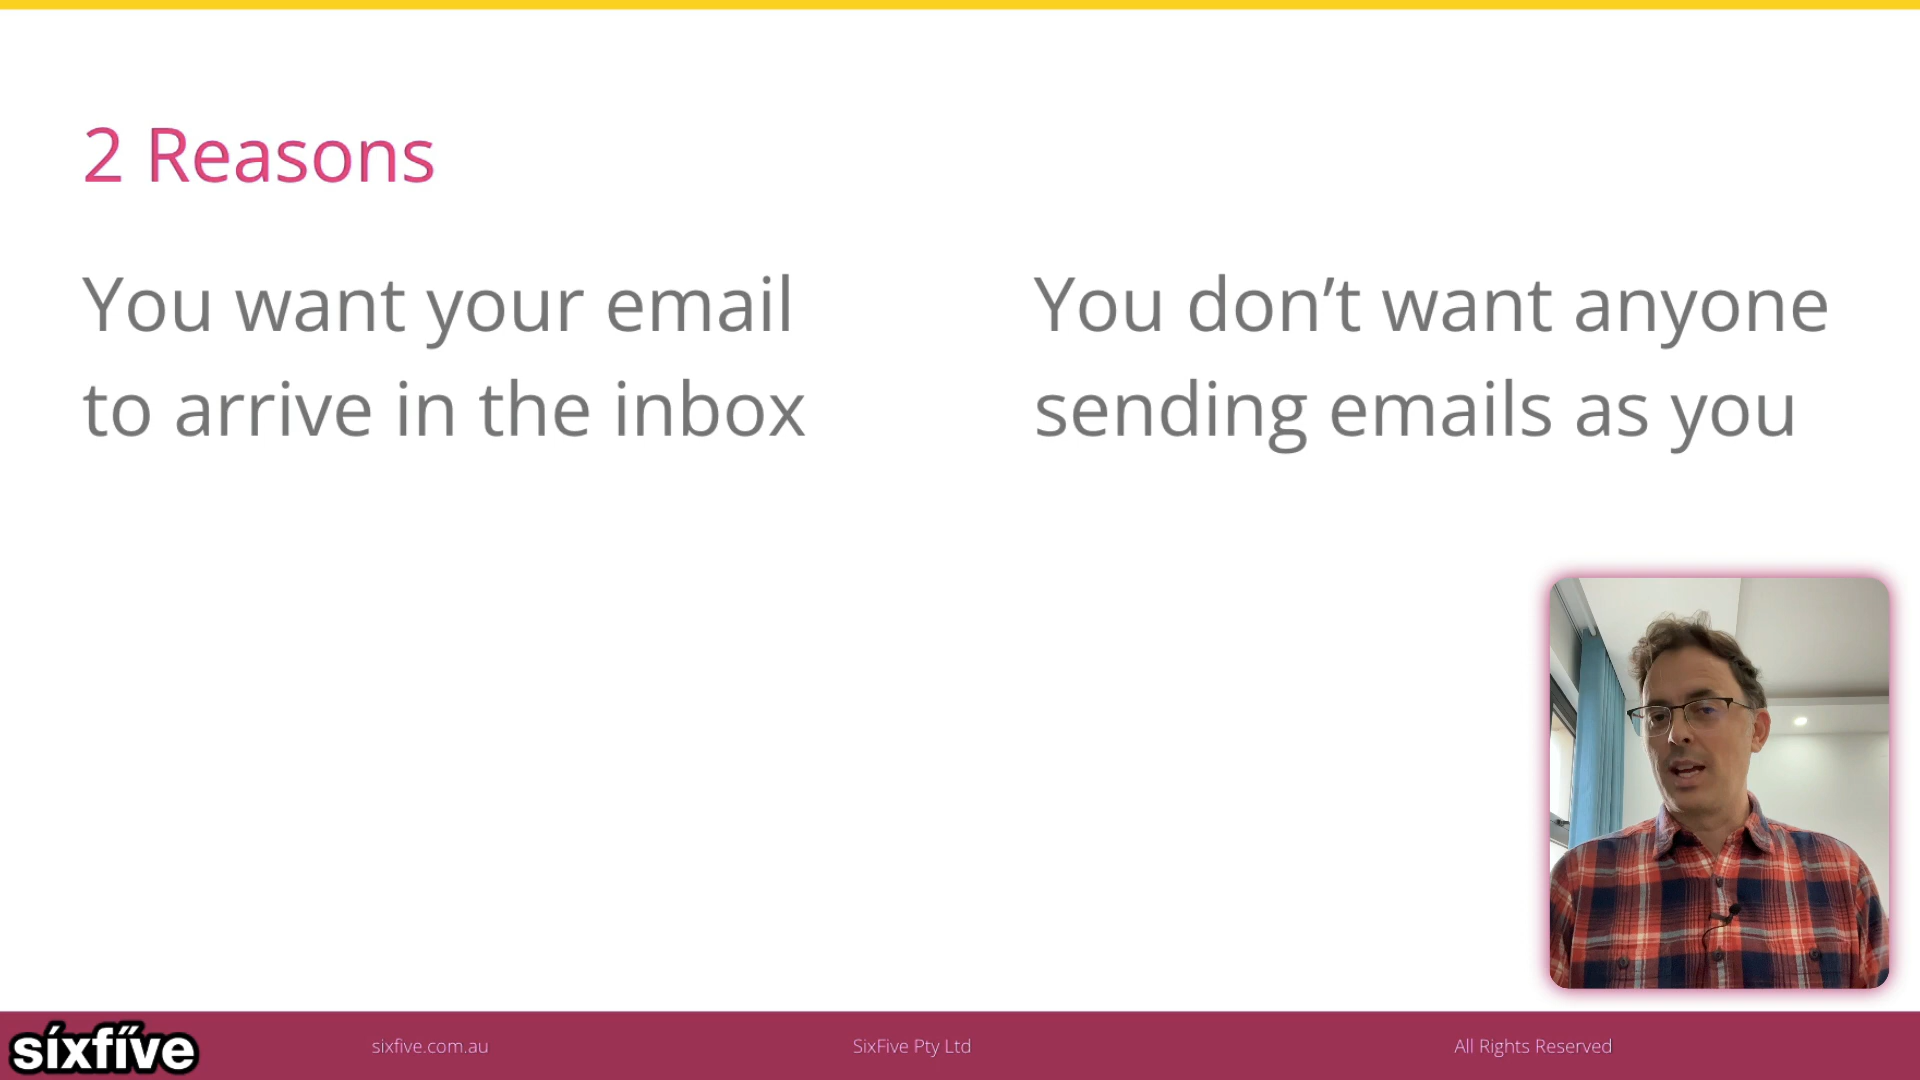 2 Reasons
You want your email
to arrive in the inbox
You don’t want anyone
sending emails as you
síxfíve
sixfive.com.au
SixFive Pty Ltd
All Rights Reserved